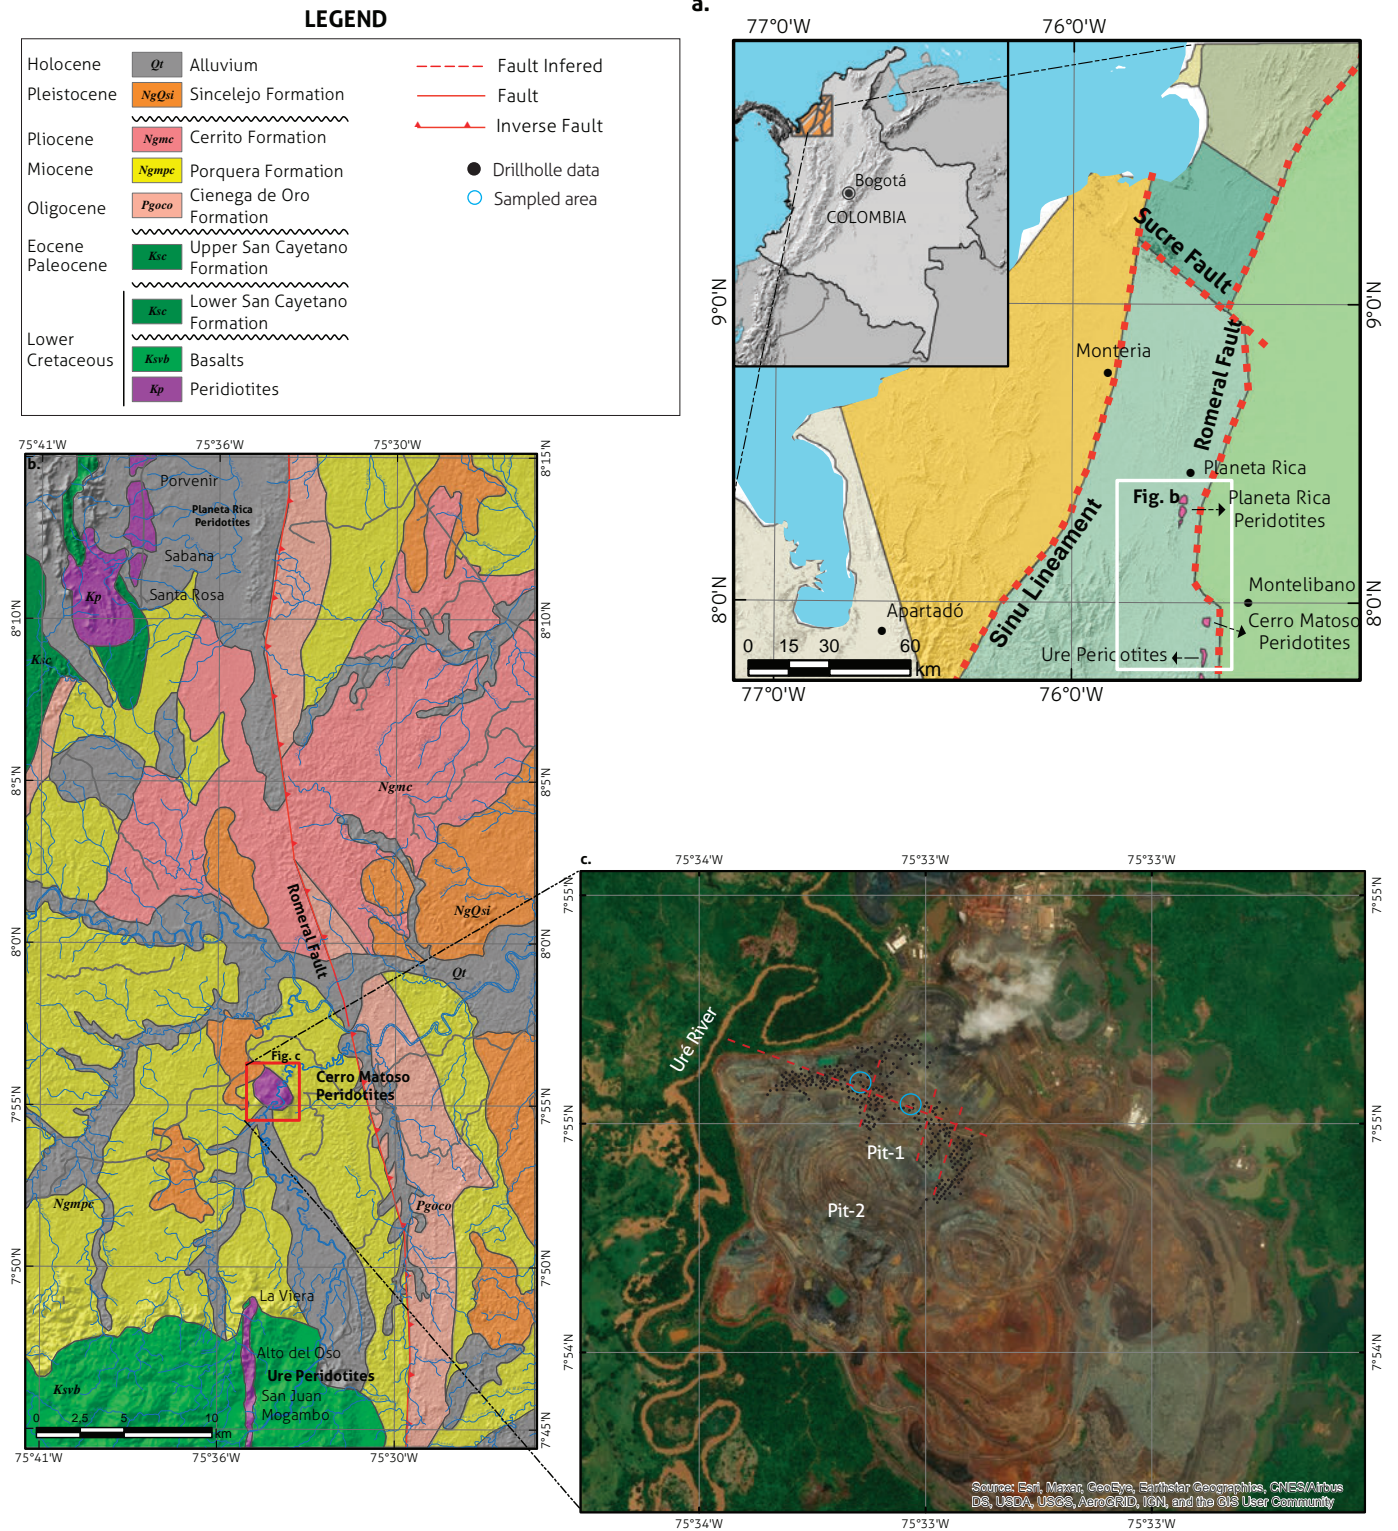 LEGEND
Holocene
Qt
Alluvium
Pleistocene
NgQsi
Sincelejo Formation
Pliocene
Ngmc
Cerrito Formation
Miocene
Ngmpc
Porquera Formation
Oligocene
Pgoco
Cienega de Oro
Formation
Eocene
Paleocene
Ksc
Upper San Cayetano
Formation
Lower
Cretaceous
Ksc
Lower San Cayetano
Formation
Ksvb
Basalts
Kp
Peridiotites
Fault Infered
Fault
Inverse Fault
Drillholle data
Sampled area
a.
77°0'W
76°0'W
9°0'N
9°0'N
8°0'N
8°0'N
77°0'W
76°0'W
Bogotá
COLOMBIA
Sucre Fault
Romeral Fault
Sinu Lineament
Monteria
Planeta Rica
Fig. b
Planeta Rica
Peridotites
Montelibano
Cerro Matoso
Peridotites
Ure Peridotites
Apartadó
0 15 30 60
km
b.
75°41'W
75°36'W
75°30'W
8°15'N
8°10'N
8°10'N
8°5'N
8°5'N
8°0'N
8°0'N
7°55'N
7°55'N
7°50'N
7°50'N
7°45'N
75°41'W
75°36'W
75°30'W
Porvenir
Planeta Rica
Peridotites
Sabana
Santa Rosa
Kp
Ksc
Ngmc
NgQsi
Romeral Fault
Qt
Fig. c
Cerro Matoso
Peridotites
Ngmpc
Pgoco
La Viera
Alto del Oso
Ure Peridotites
San Juan
Mogambo
Ksvb
0 2,5 5 10
km
c.
75°34'W
75°33'W
75°33'W
7°55'N
7°55'N
7°55'N
7°55'N
7°54'N
7°54'N
75°34'W
75°33'W
75°33'W
Uré River
Pit-1
Pit-2
Source: Esri, Maxar, GeoEye, Earthstar Geographics, CNES/Airbus
DS, USDA, USGS, AeroGRID, IGN, and the GIS User Community